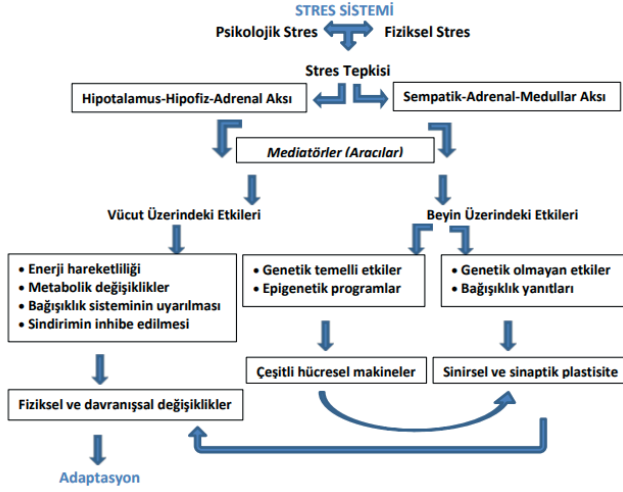 STRES SİSTEMİ
Psikolojik Stres
Fiziksel Stres
Stres Tepkisi
Hipotalamus-Hipofiz-Adrenal Aksı
Sempatik-Adrenal-Medullar Aksı
Mediatörler (Aracılar)
Vücut Üzerindeki Etkileri
Beyin Üzerindeki Etkileri
• Enerji hareketliliği
• Metabolik değişiklikler
• Bağışıklık sisteminin uyarılması
• Sindirimin inhibe edilmesi
• Genetik temelli etkiler
• Epigenetik programlar
• Genetik olmayan etkiler
• Bağışıklık yanıtları
Çeşitli hücresel makineler
Sinirsel ve sinaptik plastisite
Fiziksel ve davranışsal değişiklikler
Adaptasyon